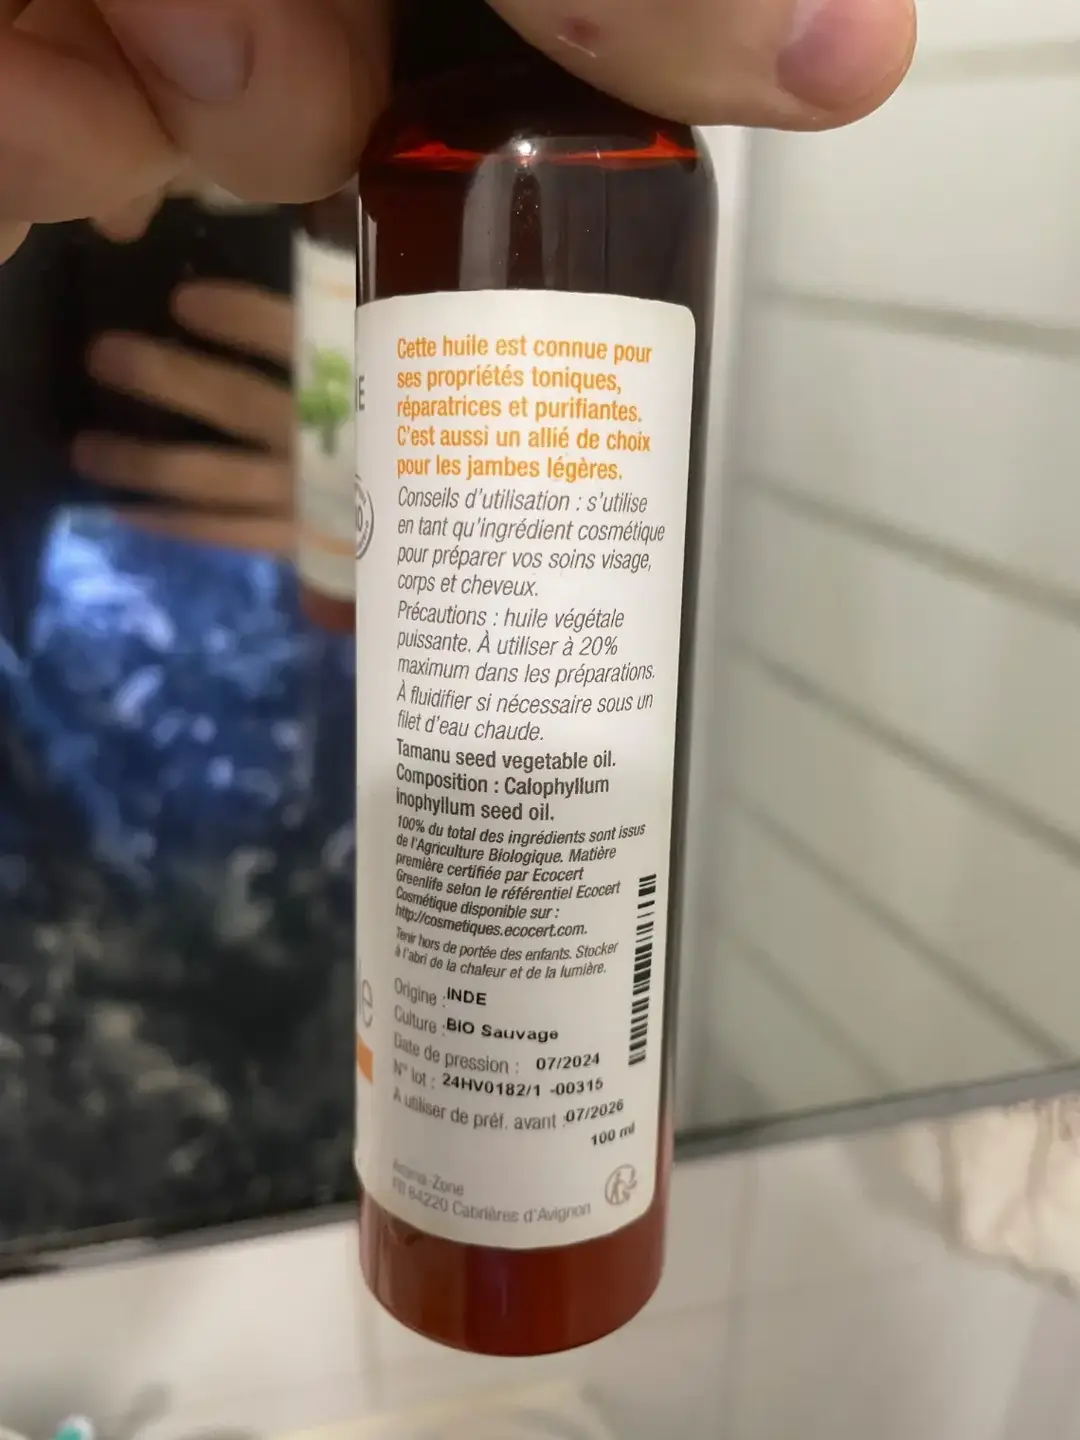 Cette huile est connue pour
ses propriétés toniques,
réparatrices et purifiantes.
C'est aussi un allié de choix
pour les jambes légères.
Conseils d'utilisation : s'utilise
en tant qu'ingrédient cosmétique
pour préparer vos soins visage,
corps et cheveux.
Précautions : huile végétale
puissante. À utiliser à 20%
maximum dans les préparations.
À fluidifier si nécessaire sous un
filet d'eau chaude.
Tamanu seed vegetable oil.
Composition : Calophyllum
inophyllum seed oil.
100% du total des ingrédients sont issus
de l'Agriculture Biologique. Matière
première certifiée par Ecocert
Greenlife selon le référentiel Ecocert
Cosmétique disponible sur :
http://cosmetiques.ecocert.com.
Tenir hors de portée des enfants. Stocker
à l'abri de la chaleur et de la lumière.
Origine : INDE
Culture : BIO Sauvage
Date de pression : 07/2024
N° lot : 24HV0182/1 -00315
À utiliser de préf. avant :07/2026
100 ml
Aroma-Zone
FR 84220 Cabrières d'Avignon